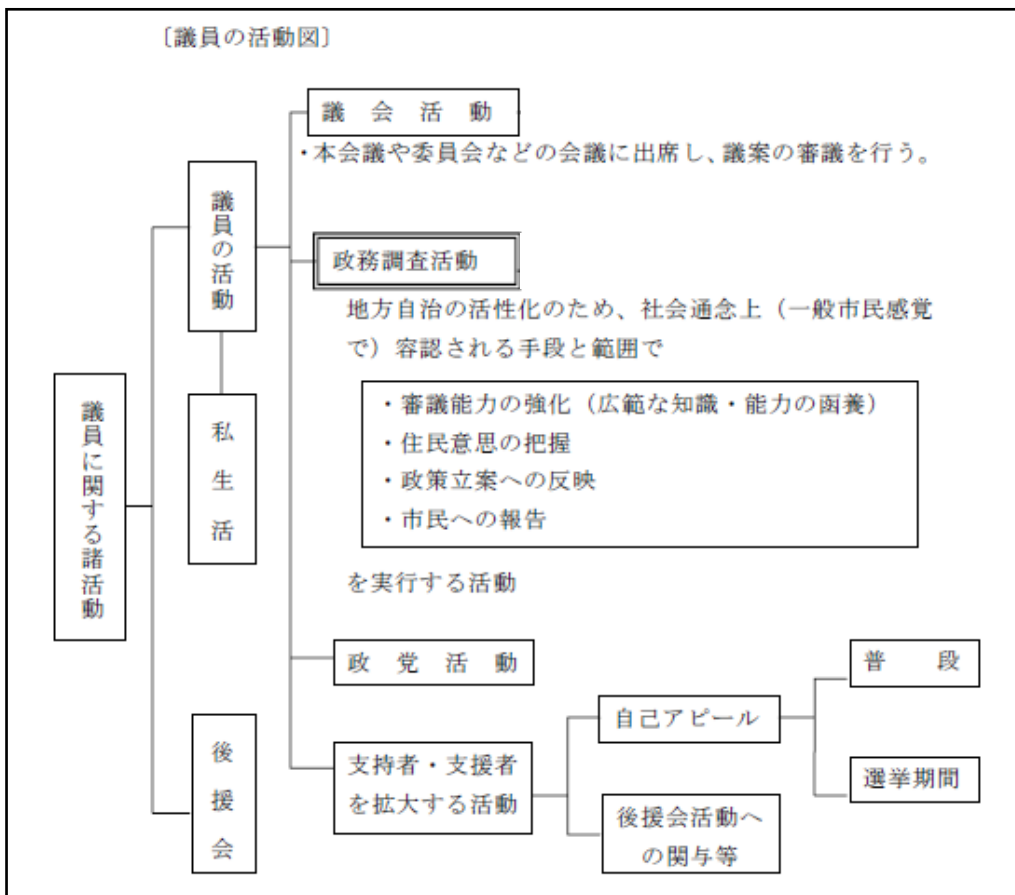 〔議員の活動図〕
議会活動
・本会議や委員会などの会議に出席し、議案の審議を行う。
議員の活動
政務調査活動
地方自治の活性化のため、社会通念上（一般市民感覚
で）容認される手段と範囲で
議員に関する諸活動
私生活
・審議能力の強化（広範な知識・能力の函養）
・住民意思の把握
・政策立案への反映
・市民への報告
を実行する活動
政党活動
普段
自己アピール
後援会
支持者・支援者
を拡大する活動
選挙期間
後援会活動へ
の関与等